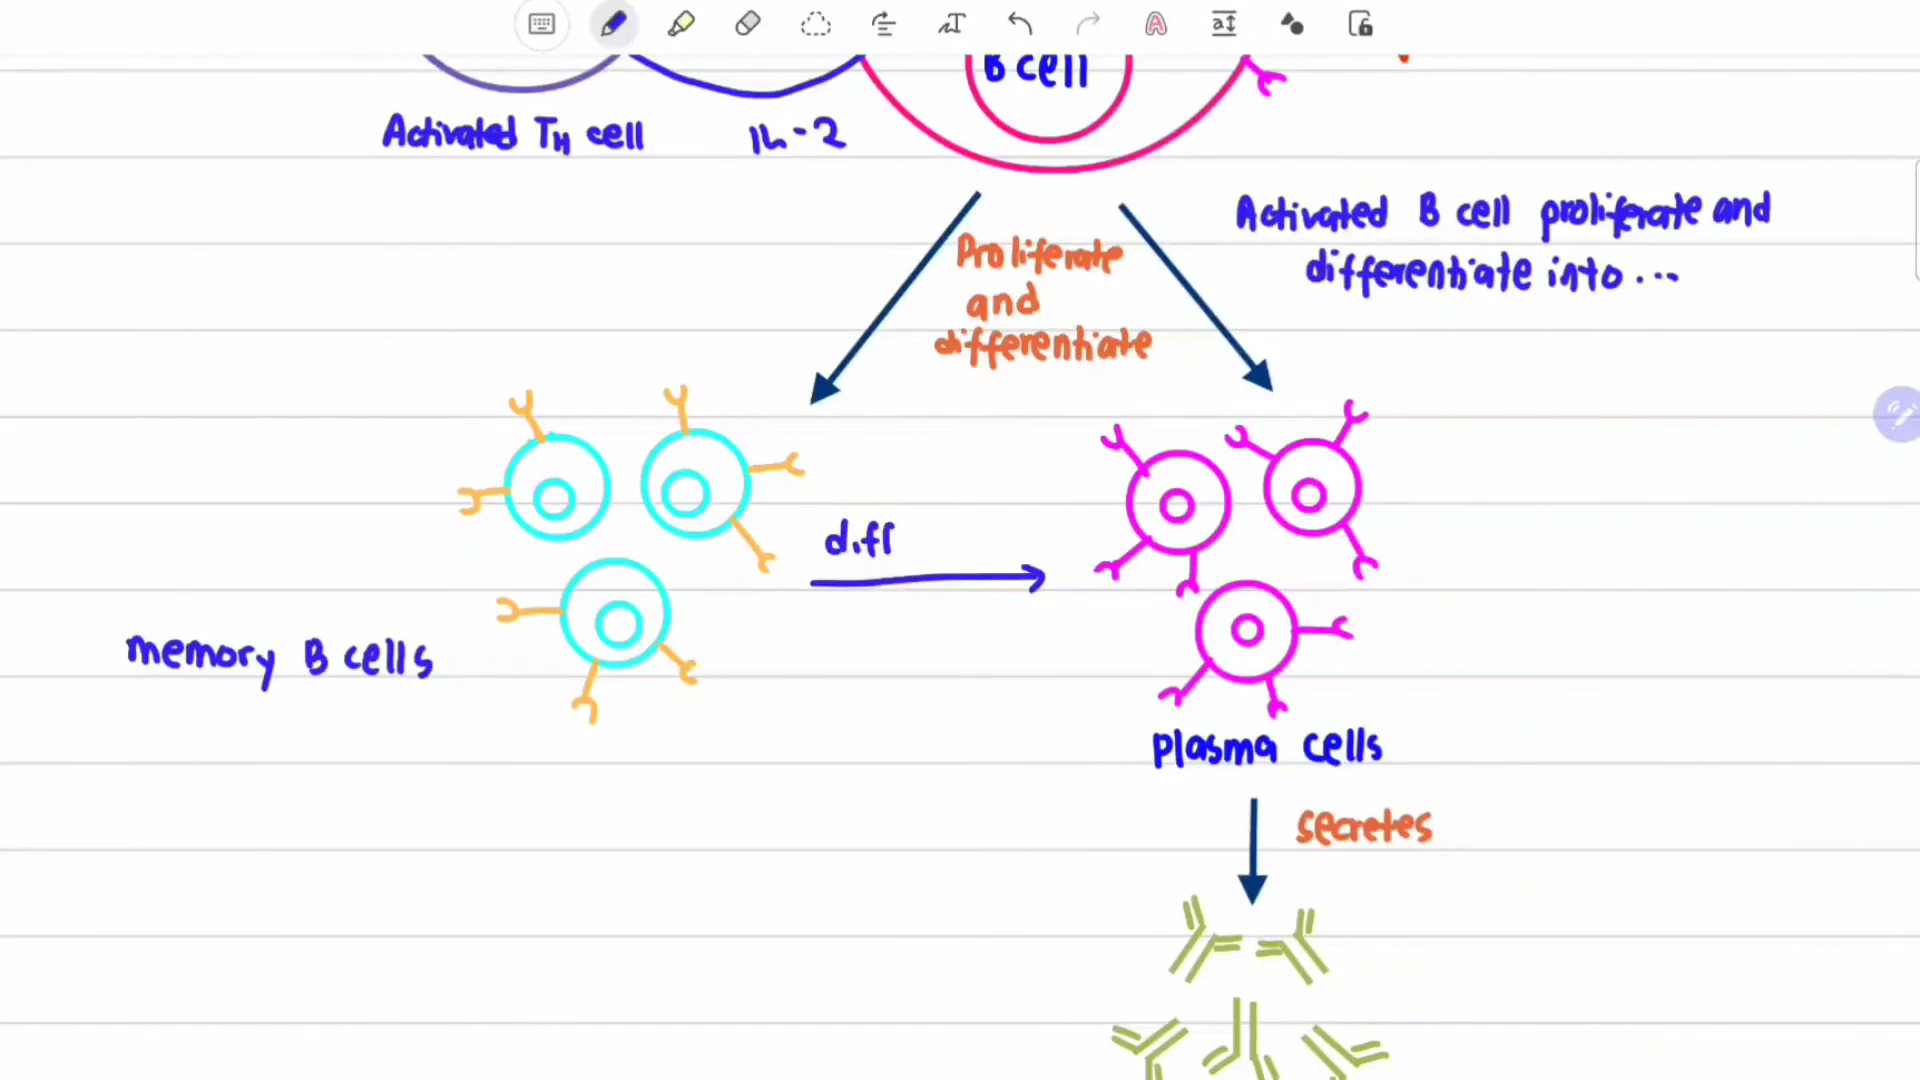 B cell
Activated TH cell
IL-2
Activated B cell proliferate and
differentiate into...
Proliferate
and
differentiate
diff
memory B cells
plasma cells
secretes